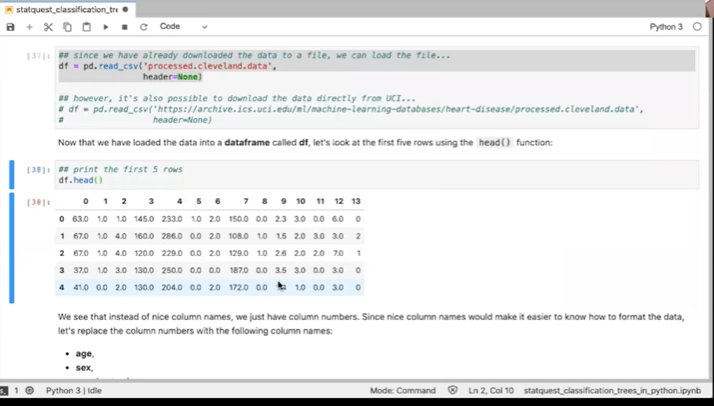 statquest_classification_tre
Code
Python 3
[37]:
## since we have already downloaded the data to a file, we can load the file...
df = pd.read_csv('processed.cleveland.data',
header=None)
## however, it's also possible to download the data directly from UCI...
# df = pd.read_csv('https://archive.ics.uci.edu/ml/machine-learning-databases/heart-disease/processed.cleveland.data',
# header=None)
Now that we have loaded the data into a dataframe called df, let's look at the first five rows using the head() function:
[38]:
## print the first 5 rows
df.head()
[38]:
0 1 2 3 4 5 6 7 8 9 10 11 12 13
0 63.0 1.0 1.0 145.0 233.0 1.0 2.0 150.0 0.0 2.3 3.0 0.0 6.0 0
1 67.0 1.0 4.0 160.0 286.0 0.0 2.0 108.0 1.0 1.5 2.0 3.0 3.0 2
2 67.0 1.0 4.0 120.0 229.0 0.0 2.0 129.0 1.0 2.6 2.0 2.0 7.0 1
3 37.0 1.0 3.0 130.0 250.0 0.0 0.0 187.0 0.0 3.5 3.0 0.0 3.0 0
4 41.0 0.0 2.0 130.0 204.0 0.0 2.0 172.0 0.0 1.0 0.0 3.0 0
We see that instead of nice column names, we just have column numbers. Since nice column names would make it easier to know how to format the data,
let's replace the column numbers with the following column names:
• age,
• sex,
1 Python 3 | Idle
Mode: Command
Ln 2, Col 10
statquest_classification_trees_in_python.ipynb